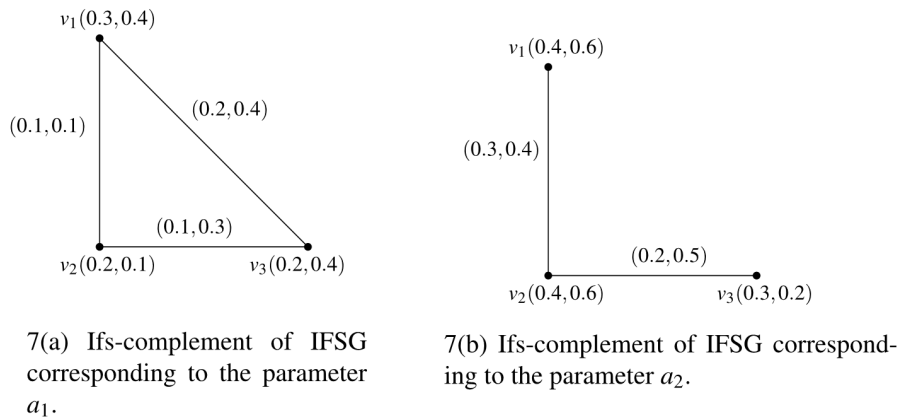 v₁(0.3,0.4)
(0.1,0.1)
(0.2,0.4)
(0.1,0.3)
v₂(0.2,0.1)
v₃(0.2,0.4)
7(a) Ifs-complement of IFSG
corresponding to the parameter
a₁.
v₁(0.4,0.6)
(0.3,0.4)
(0.2,0.5)
v₂(0.4,0.6)
v₃(0.3,0.2)
7(b) Ifs-complement of IFSG correspond-
ing to the parameter a₂.